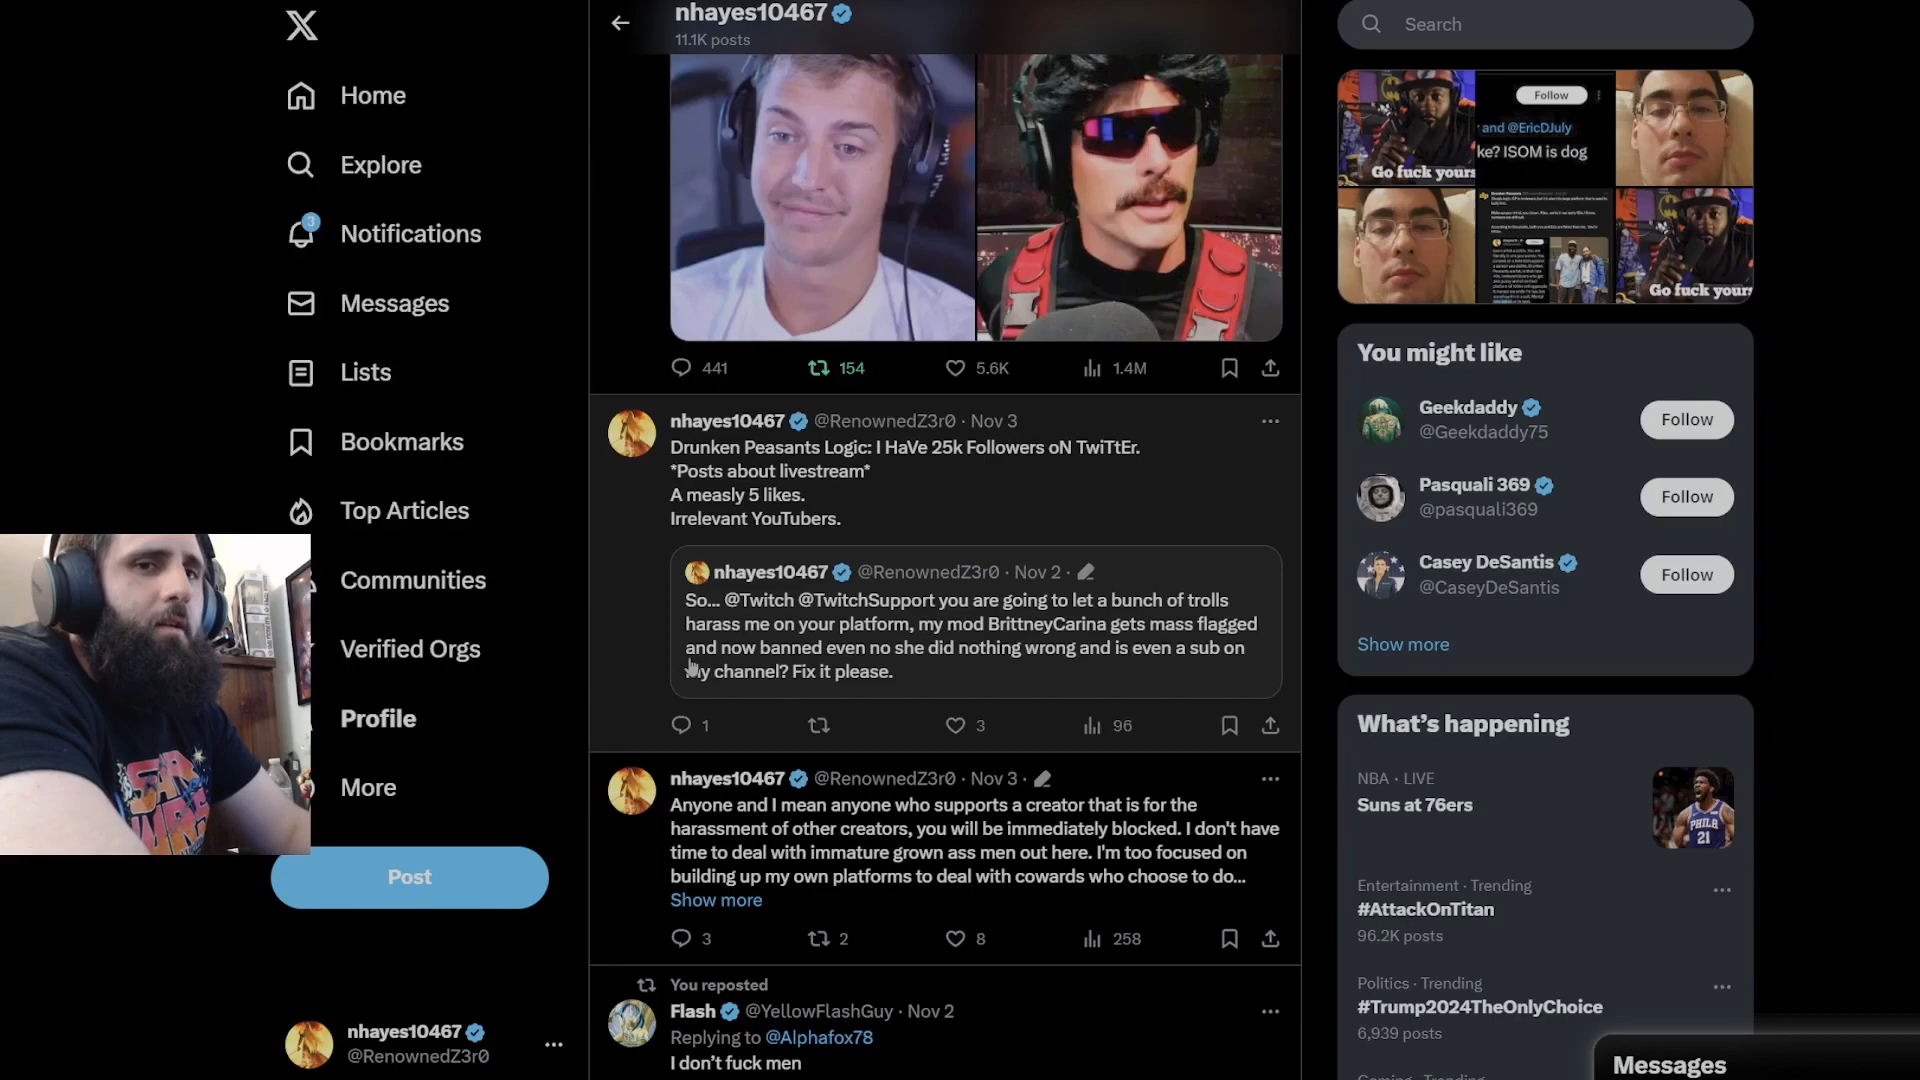 Home
Explore
3
Notifications
Messages
Lists
Bookmarks
Top Articles
Communities
Verified Orgs
Profile
More
Post
nhayes10467
@RenownedZ3r0
nhayes10467
11.1K posts
441
154
5.6K
1.4M
nhayes10467 @RenownedZ3r0 · Nov 3
Drunken Peasants Logic: I HaVe 25k Followers oN TwiTtEr.
*Posts about livestream*
A measly 5 likes.
Irrelevant YouTubers.
nhayes10467 @RenownedZ3r0 · Nov 2 ·
So... @Twitch @TwitchSupport you are going to let a bunch of trolls
harass me on your platform, my mod BrittneyCarina gets mass flagged
and now banned even no she did nothing wrong and is even a sub on
my channel? Fix it please.
1
3
96
nhayes10467 @RenownedZ3r0 · Nov 3 ·
Anyone and I mean anyone who supports a creator that is for the
harassment of other creators, you will be immediately blocked. I don't have
time to deal with immature grown ass men out here. I'm too focused on
building up my own platforms to deal with cowards who choose to do...
Show more
3
2
8
258
You reposted
Flash @YellowFlashGuy · Nov 2
Replying to @Alphafox78
I don't fuck men
Search
Go fuck yours
Follow
and @EricDJuly
ke? ISOM is dog
Go fuck yours
You might like
Geekdaddy
@Geekdaddy75
Follow
Pasquali 369
@pasquali369
Follow
Casey DeSantis
@CaseyDeSantis
Follow
Show more
What's happening
NBA · LIVE
Suns at 76ers
PHILA
21
Entertainment · Trending
#AttackOnTitan
96.2K posts
Politics · Trending
#Trump2024TheOnlyChoice
6,939 posts
Messages